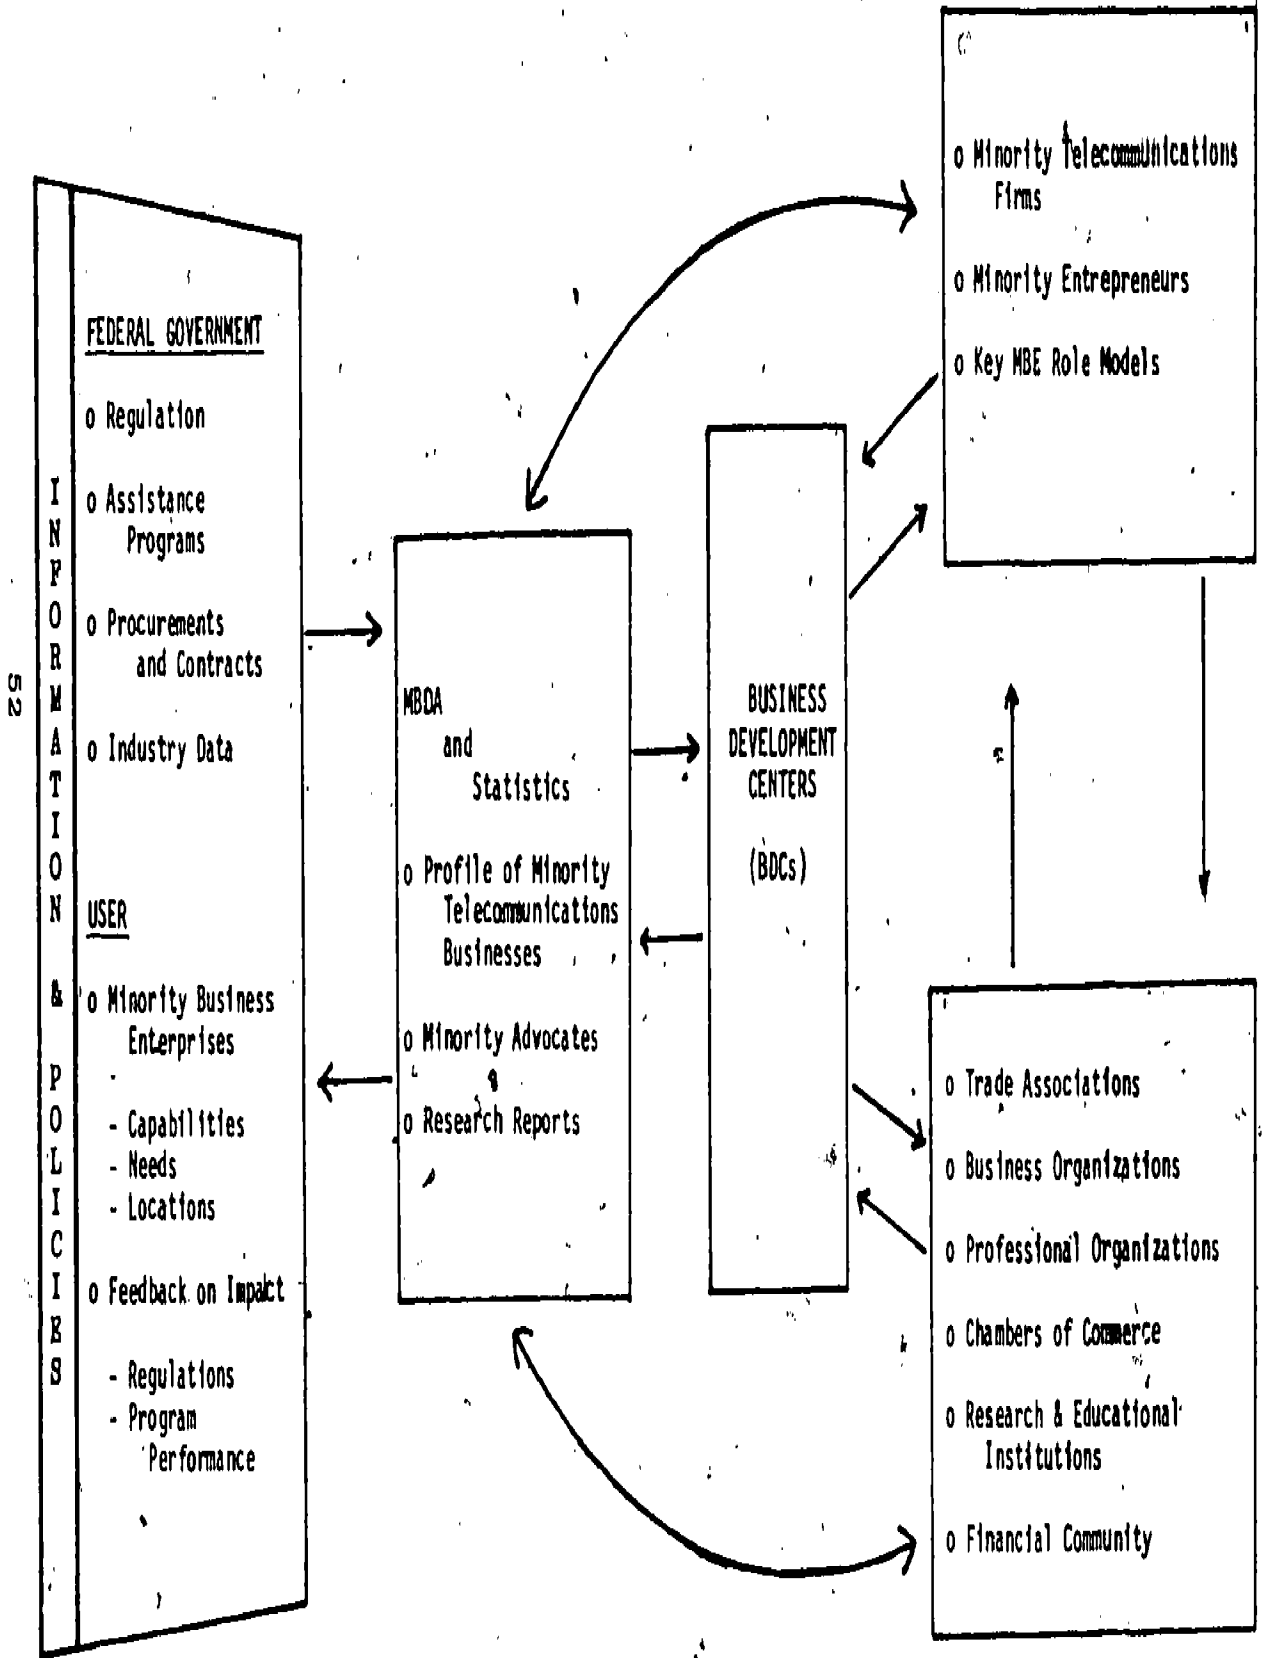 INFORMATION & POLICIES
52
FEDERAL GOVERNMENT
o Regulation
o Assistance
Programs
o Procurements
and Contracts
o Industry Data
USER
o Minority Business
Enterprises
- Capabilities
- Needs
- Locations
o Feedback on Impact
- Regulations
- Program
Performance
MBDA
and
Statistics
o Profile of Minority
Telecommunications
Businesses
o Minority Advocates
o Research Reports
BUSINESS
DEVELOPMENT
CENTERS
(BDCs)
o Minority Telecommunications
Firms
o Minority Entrepreneurs
o Key MBE Role Models
o Trade Associations
o Business Organizations
o Professional Organizations
o Chambers of Commerce
o Research & Educational
Institutions
o Financial Community